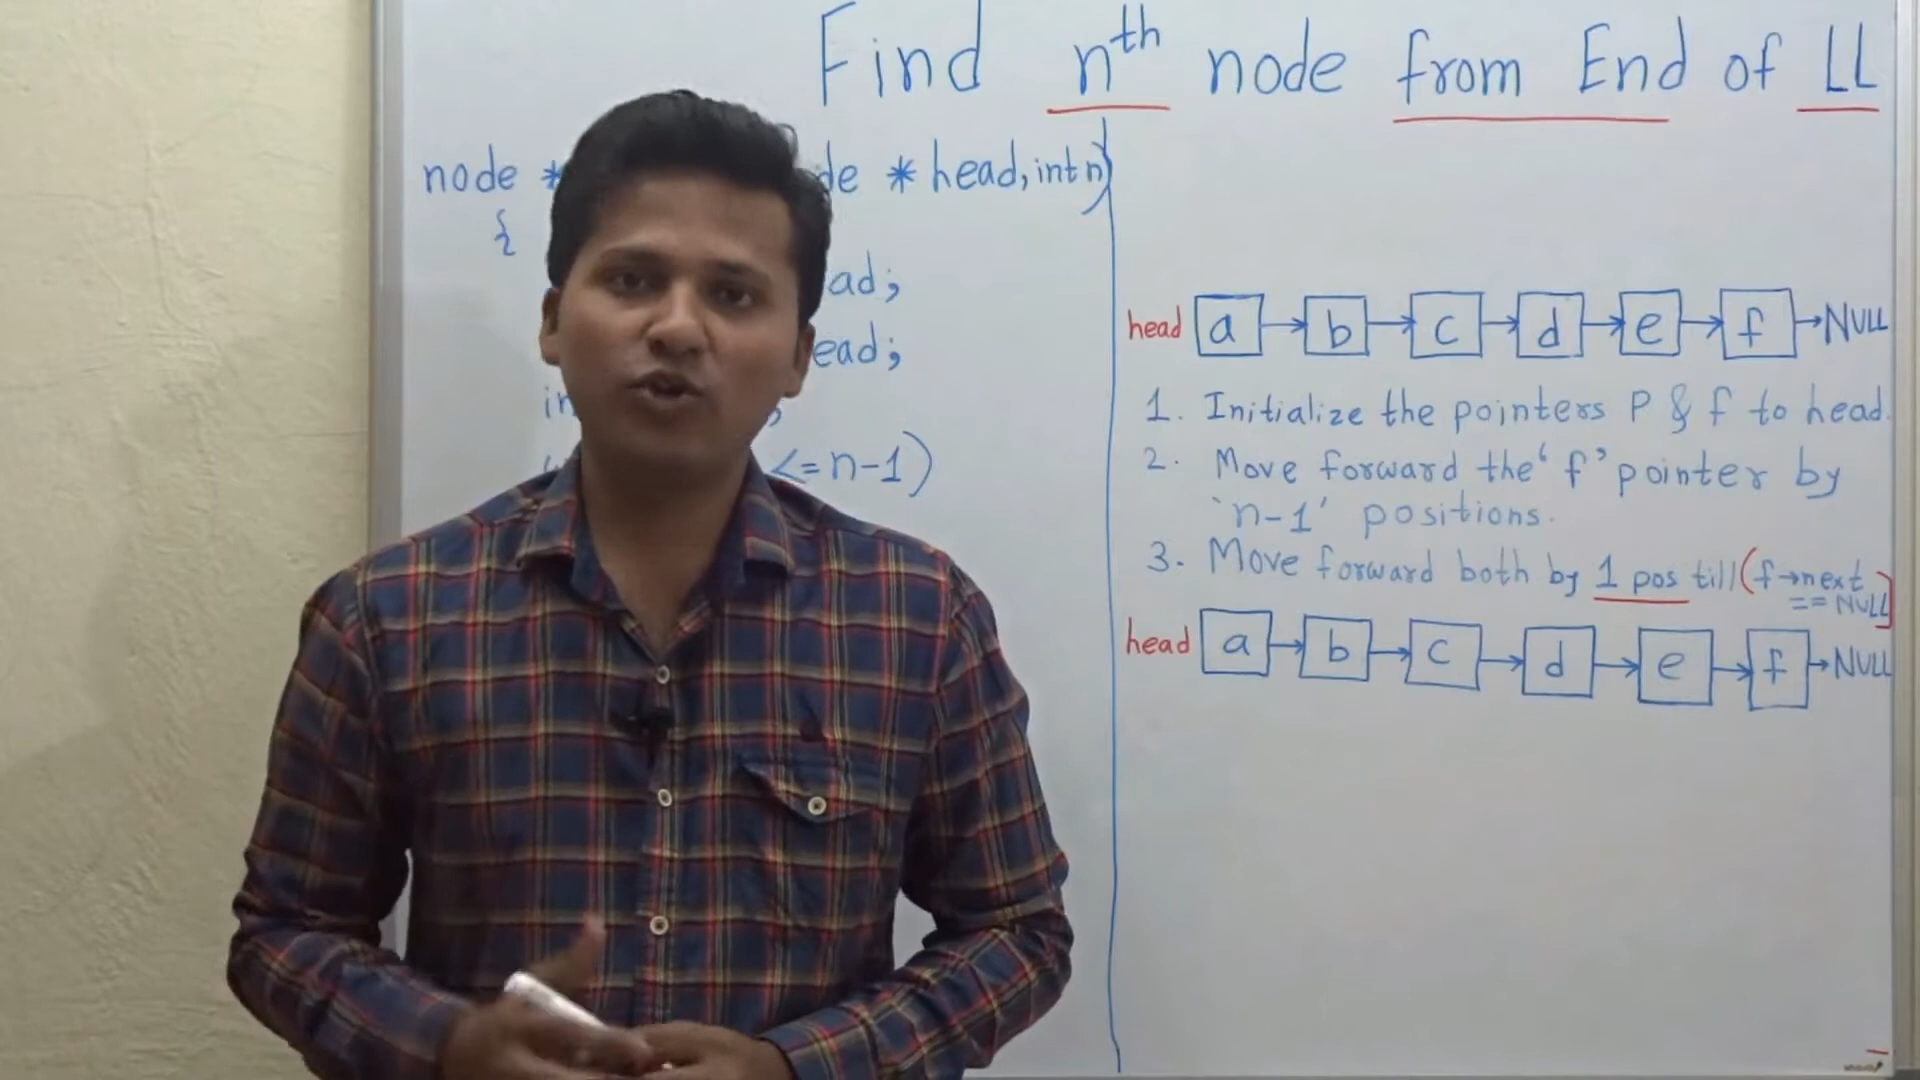 Find nth node from End of LL
node * de * head, int n)
{
ad;
ead;
in ;
<= n-1)
head a b c d e f NULL
1. Initialize the pointers P & f to head.
2. Move forward the 'f' pointer by
'n-1' positions.
3. Move forward both by 1 pos till (f→next
== NULL]
head a b c d e f NULL